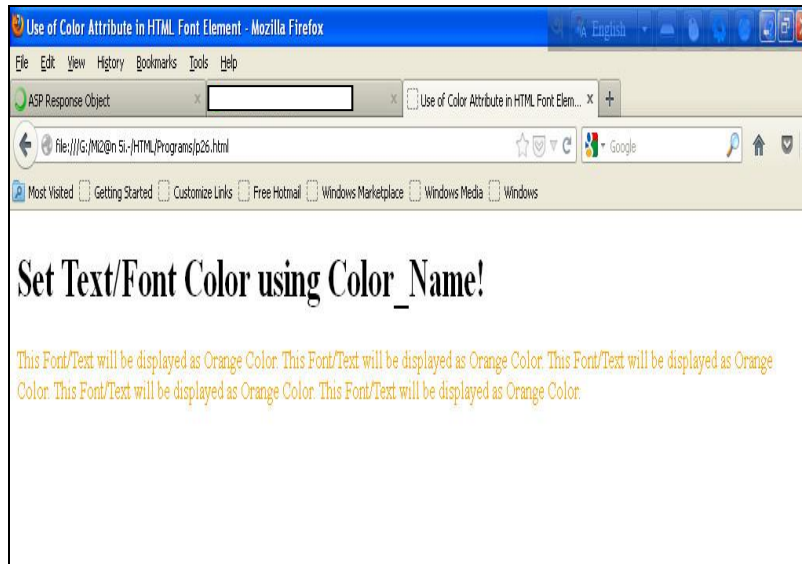 Use of Color Attribute in HTML Font Element - Mozilla Firefox
English
File Edit View History Bookmarks Tools Help
ASP Response Object
Use of Color Attribute in HTML Font Elem...
file:///G:/Mi2@n 5i.-/HTML/Programs/p26.html
Google
Most Visited Getting Started Customize Links Free Hotmail Windows Marketplace Windows Media Windows
Set Text/Font Color using Color_Name!
This Font/Text will be displayed as Orange Color. This Font/Text will be displayed as Orange Color. This Font/Text will be displayed as Orange
Color. This Font/Text will be displayed as Orange Color. This Font/Text will be displayed as Orange Color.